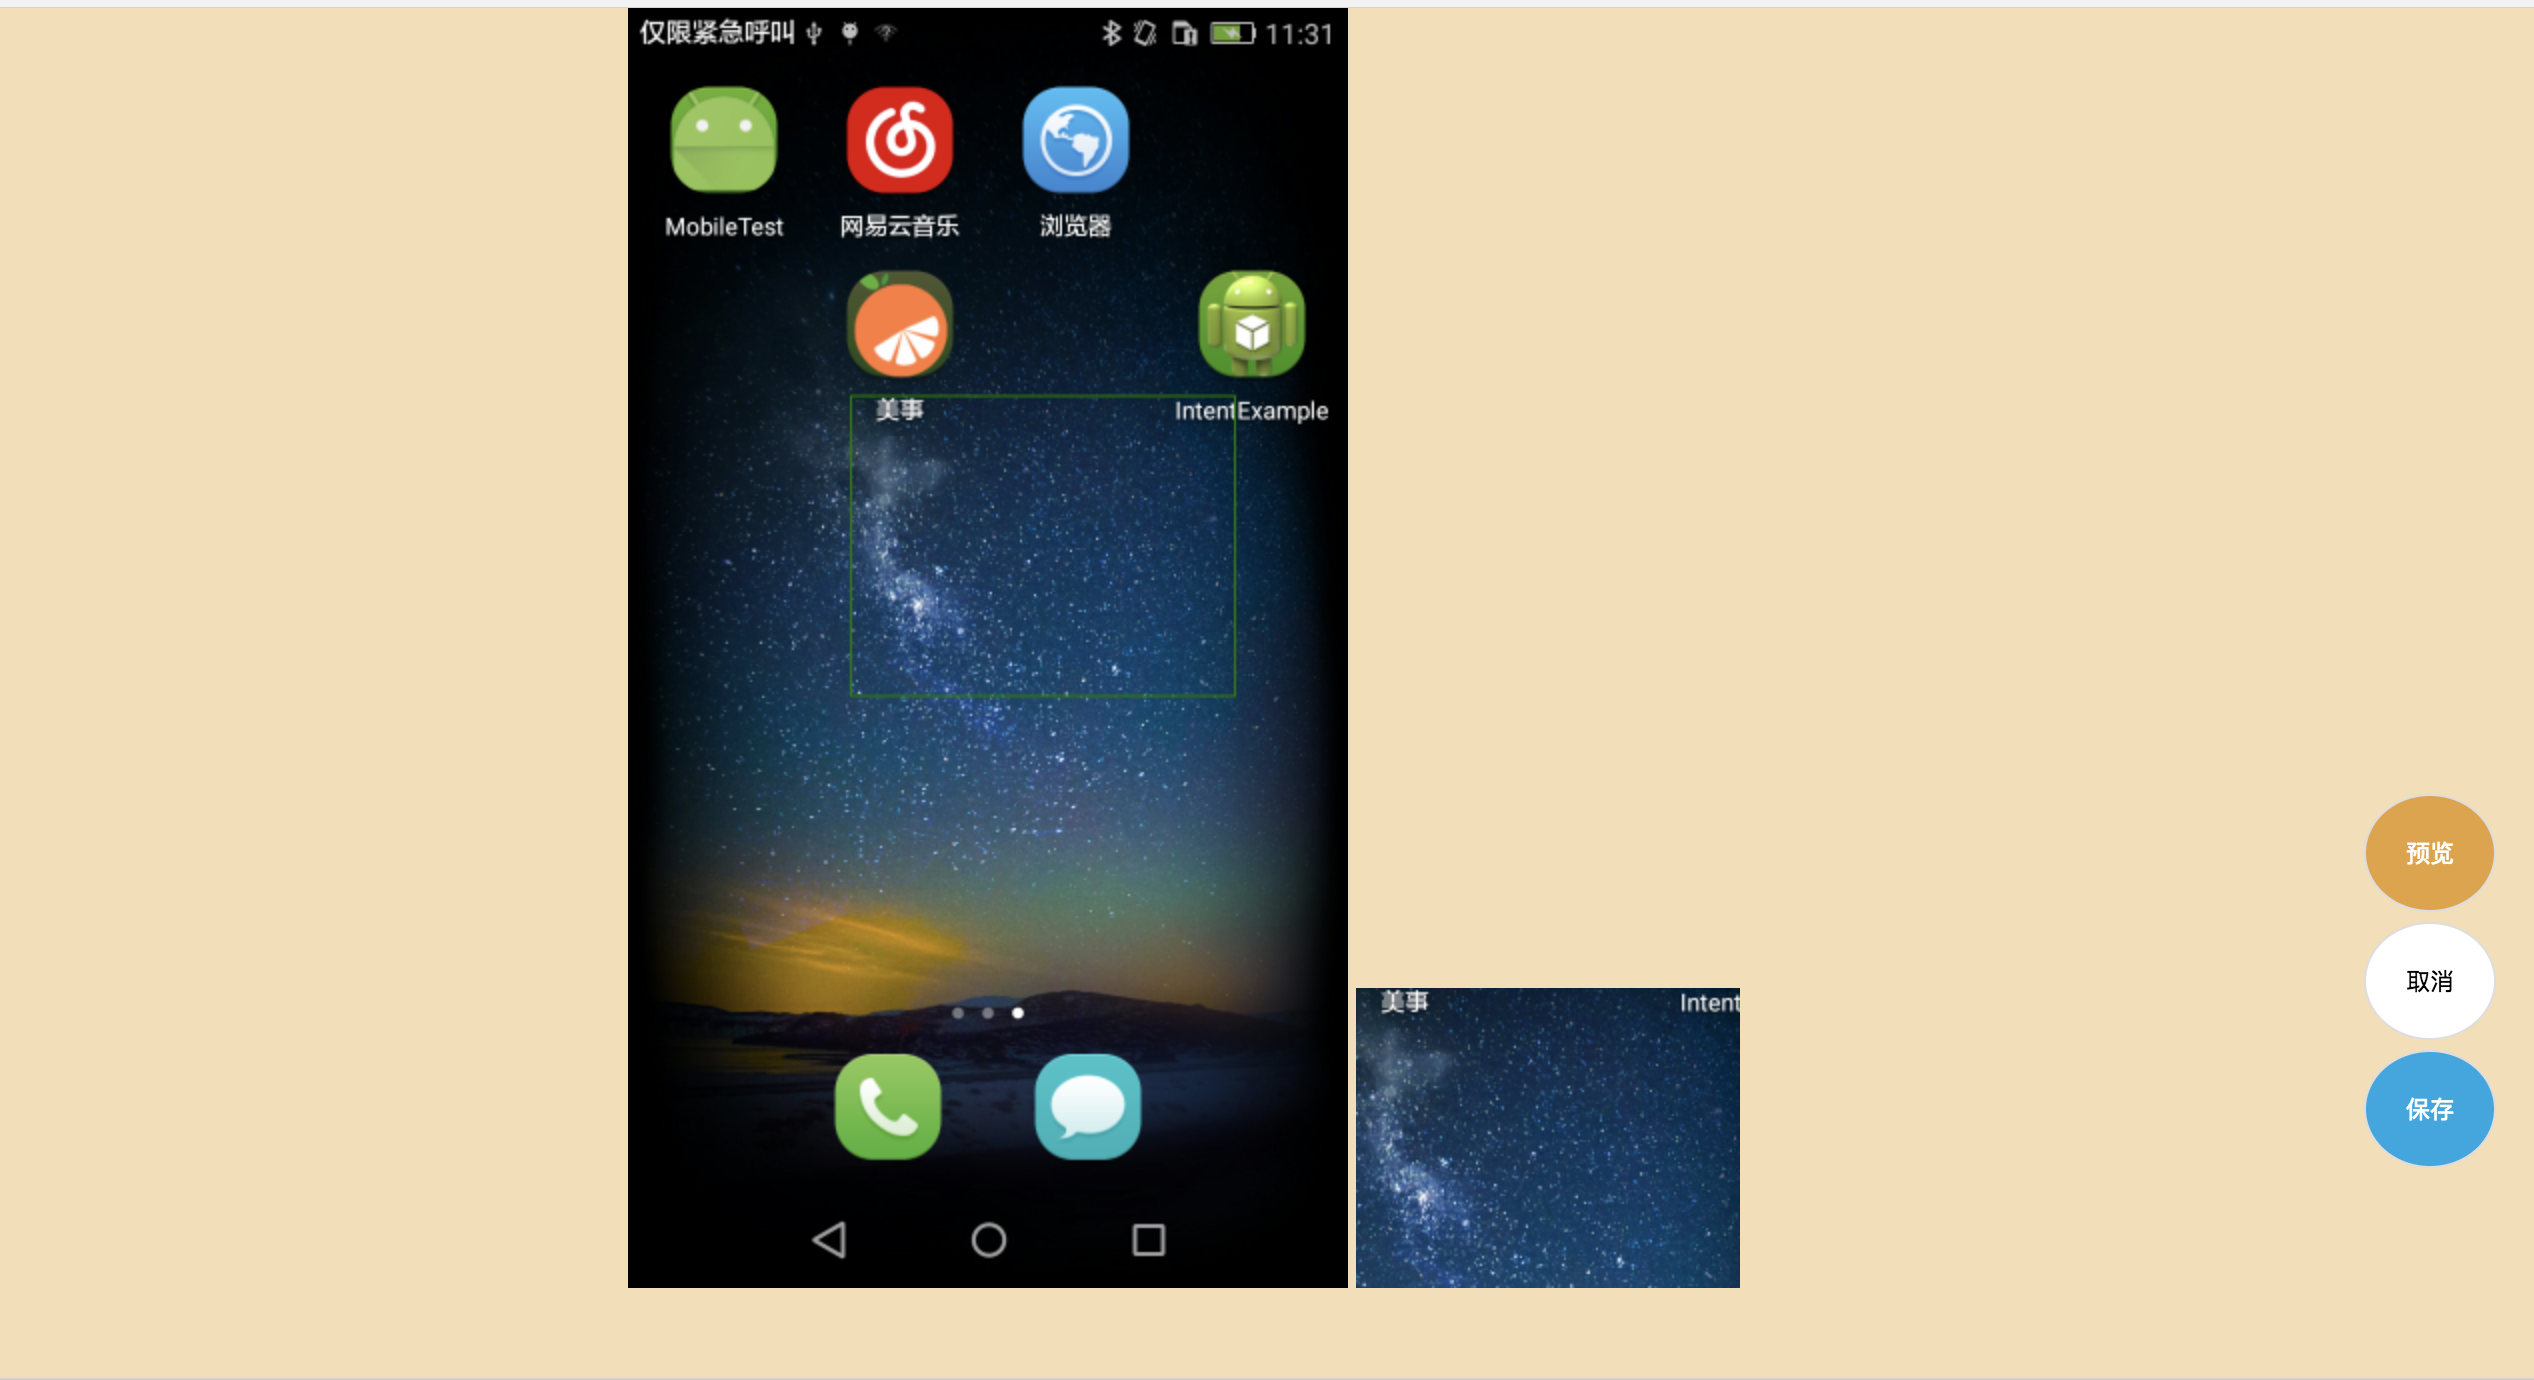 仅限紧急呼叫 11:31
MobileTest 网易云音乐 浏览器
美事 IntentExample
预览
取消
美事 Intent
保存